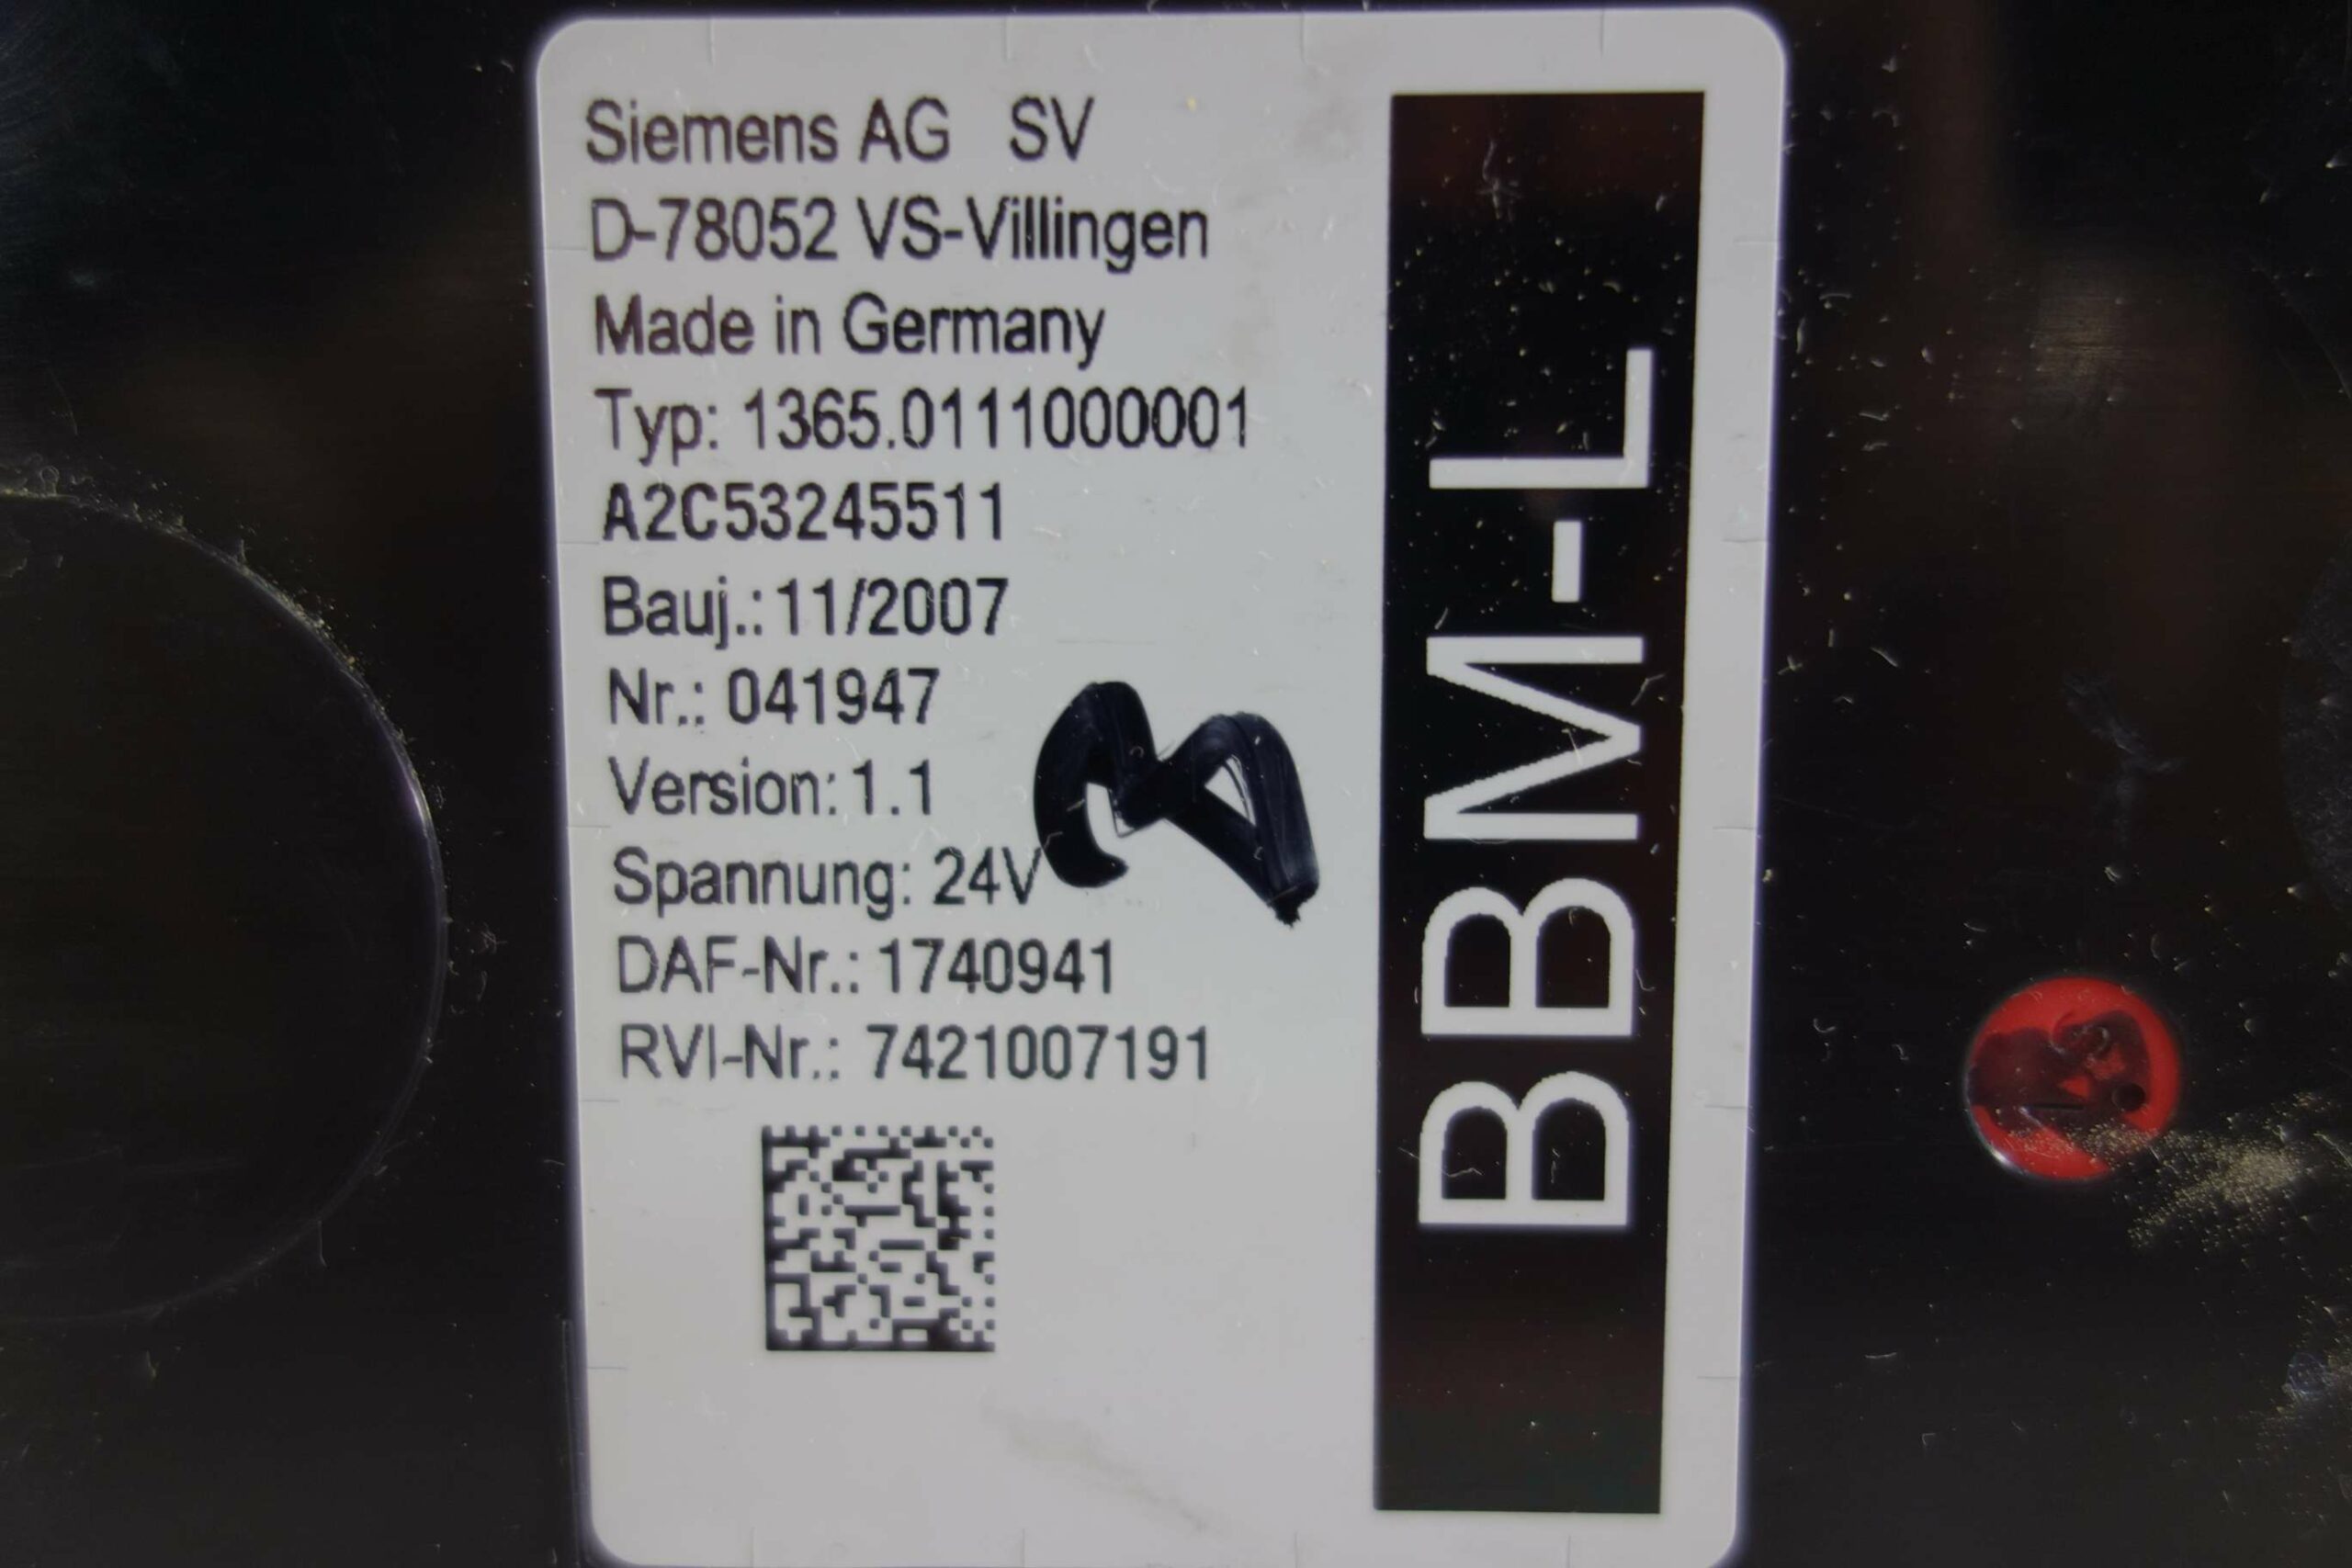 Siemens AG SV
D-78052 VS-Villingen
Made in Germany
Typ: 1365.0111000001
A2C53245511
Bauj.: 11/2007
Nr.: 041947
Version: 1.1
Spannung: 24V
DAF-Nr.: 1740941
RVI-Nr.: 7421007191
BBM-L